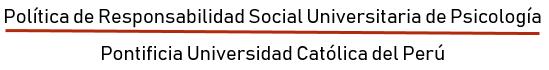 Política de Responsabilidad Social Universitaria de Psicología
Pontificia Universidad Católica del Perú